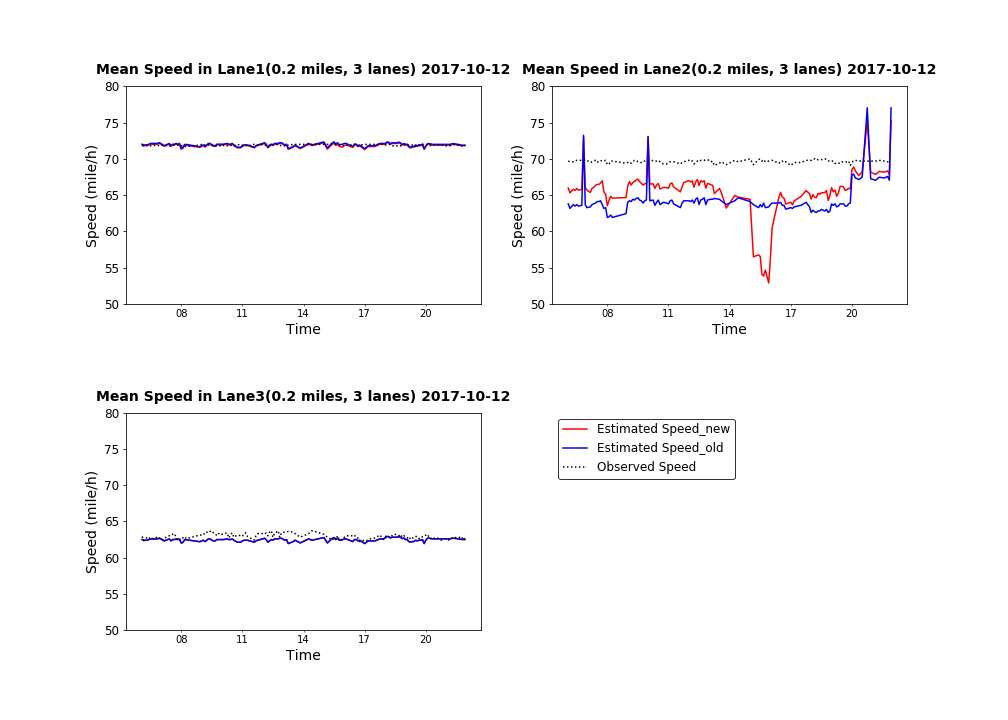 Mean Speed in Lane1(0.2 miles, 3 lanes) 2017-10-12
80
75
70
65
60
55
50
Speed (mile/h)
08 11 14 17 20
Time
Mean Speed in Lane2(0.2 miles, 3 lanes) 2017-10-12
80
75
70
65
60
55
50
Speed (mile/h)
08 11 14 17 20
Time
Mean Speed in Lane3(0.2 miles, 3 lanes) 2017-10-12
80
75
70
65
60
55
50
Speed (mile/h)
08 11 14 17 20
Time
Estimated Speed_new
Estimated Speed_old
Observed Speed